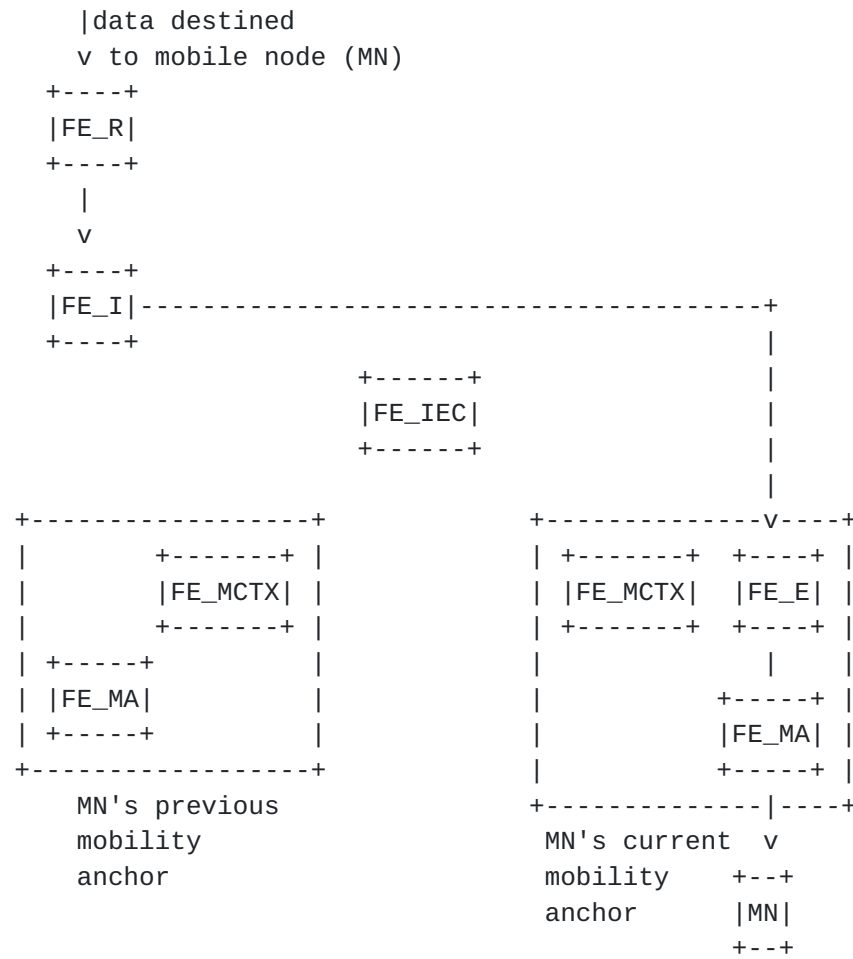 |data destined
v to mobile node (MN)
+----+
|FE_R|
+----+
|
v
+----+
|FE_I|----------------------------------------+
+----+                                         |
+------+                  |
|FE_IEC|                  |
+------+                  |
|
+------------------+             +--------------v----+
|        +-------+ |             | +-------+  +----+ |
|        |FE_MCTX| |             | |FE_MCTX|  |FE_E| |
|        +-------+ |             | +-------+  +----+ |
| +-----+          |             |              |    |
| |FE_MA|          |             |           +-----+ |
| +-----+          |             |           |FE_MA| |
+------------------+             |           +-----+ |
MN's previous                +--------------|----+
mobility                      MN's current  v
anchor                        mobility    +--+
anchor      |MN|
+--+